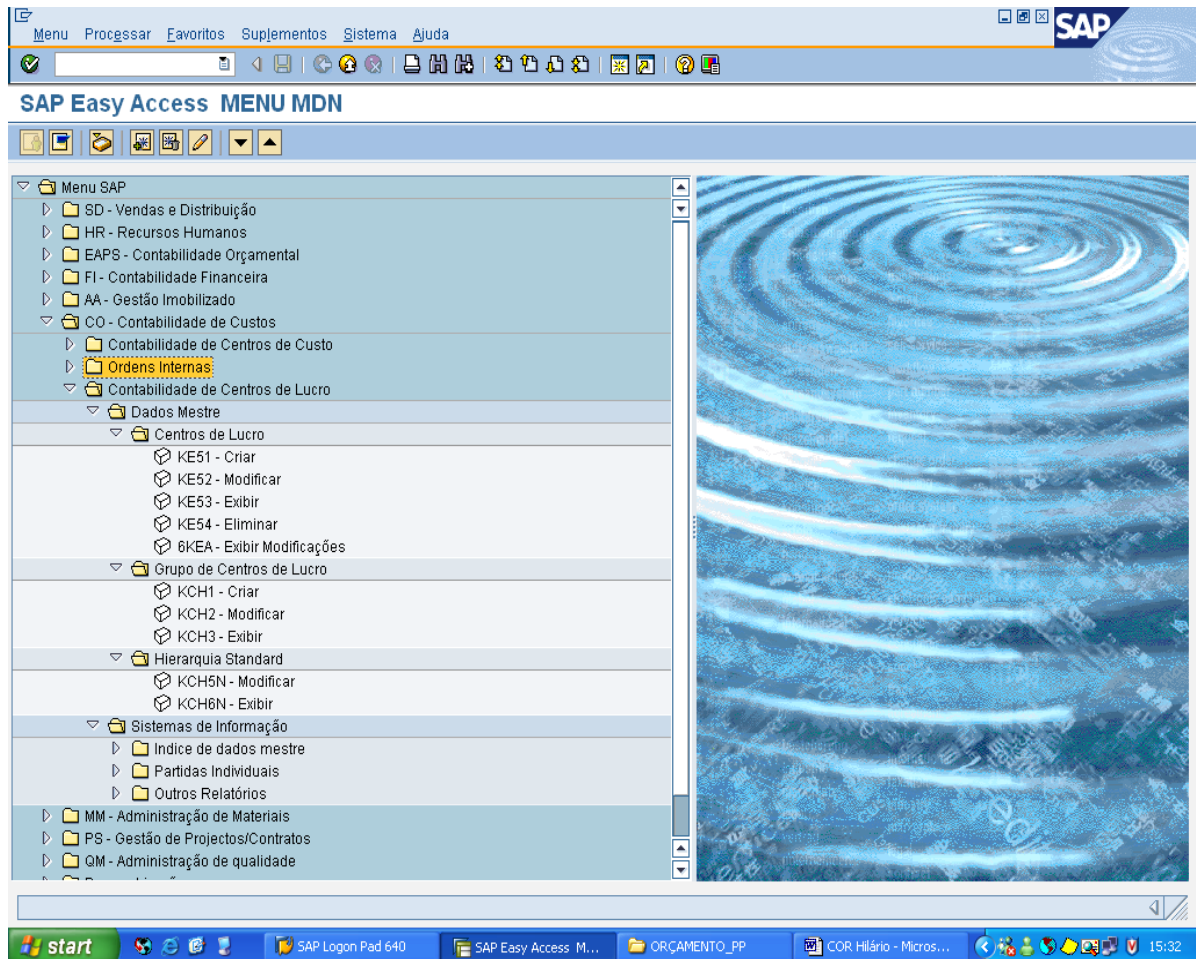 Menu Processar Favoritos Suplementos Sistema Ajuda
SAP
SAP Easy Access MENU MDN
Menu SAP
SD - Vendas e Distribuição
HR - Recursos Humanos
EAPS - Contabilidade Orçamental
FI - Contabilidade Financeira
AA - Gestão Imobilizado
CO - Contabilidade de Custos
Contabilidade de Centros de Custo
Ordens Internas
Contabilidade de Centros de Lucro
Dados Mestre
Centros de Lucro
KE51 - Criar
KE52 - Modificar
KE53 - Exibir
KE54 - Eliminar
6KEA - Exibir Modificações
Grupo de Centros de Lucro
KCH1 - Criar
KCH2 - Modificar
KCH3 - Exibir
Hierarquia Standard
KCH5N - Modificar
KCH6N - Exibir
Sistemas de Informação
Indice de dados mestre
Partidas Individuais
Outros Relatórios
MM - Administração de Materiais
PS - Gestão de Projectos/Contratos
QM - Administração de qualidade
start SAP Logon Pad 640 SAP Easy Access M... ORÇAMENTO_PP COR Hilário - Micros... 15:32